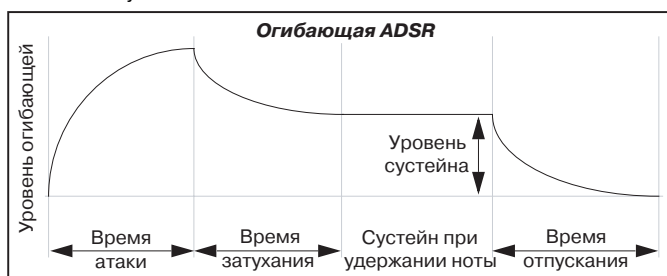 Огибающая ADSR
Уровень огибающей
Уровень
сустейна
Время
атаки
Время
затухания
Сустейн при
удержании ноты
Время
отпускания